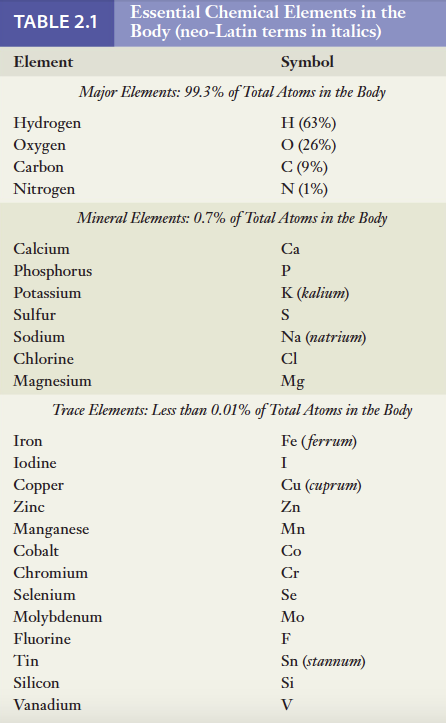 TABLE 2.1
Essential Chemical Elements in the
Body (neo-Latin terms in italics)
Element Symbol
Major Elements: 99.3% of Total Atoms in the Body
Hydrogen H (63%)
Oxygen O (26%)
Carbon C (9%)
Nitrogen N (1%)
Mineral Elements: 0.7% of Total Atoms in the Body
Calcium Ca
Phosphorus P
Potassium K (kalium)
Sulfur S
Sodium Na (natrium)
Chlorine Cl
Magnesium Mg
Trace Elements: Less than 0.01% of Total Atoms in the Body
Iron Fe (ferrum)
Iodine I
Copper Cu (cuprum)
Zinc Zn
Manganese Mn
Cobalt Co
Chromium Cr
Selenium Se
Molybdenum Mo
Fluorine F
Tin Sn (stannum)
Silicon Si
Vanadium V